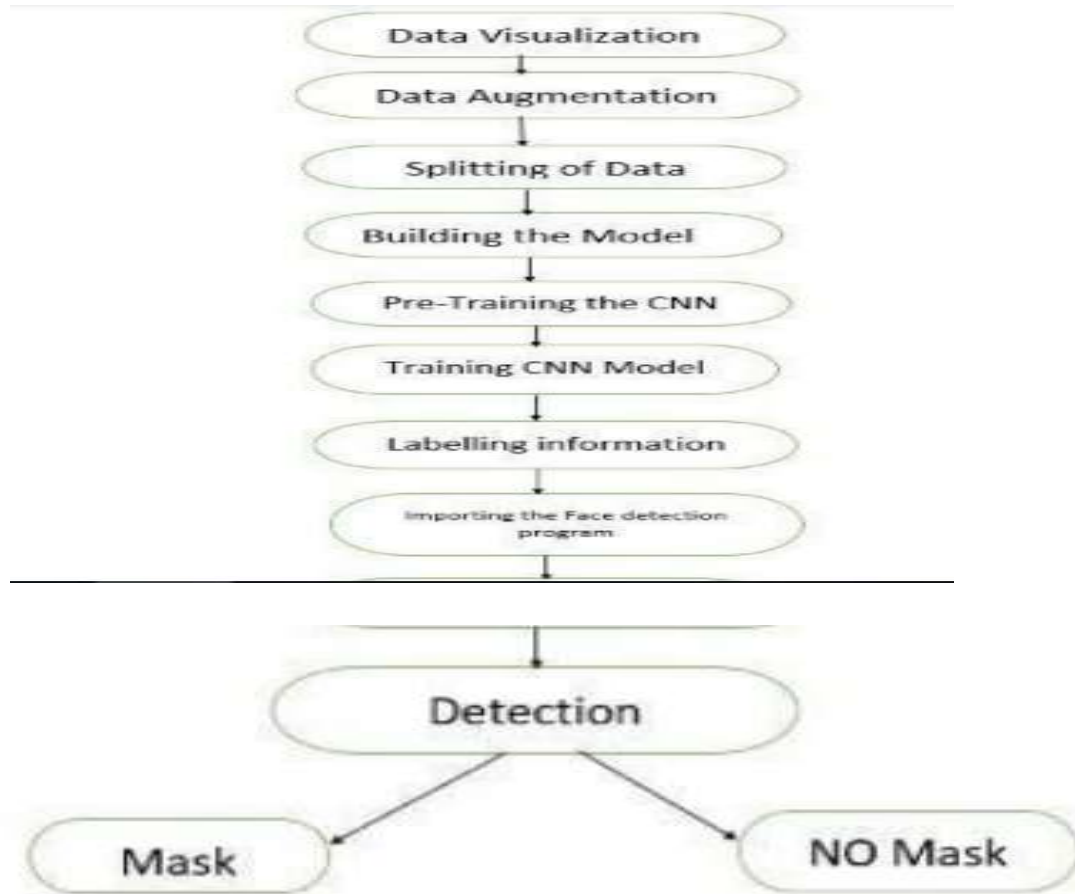 Data Visualization
Data Augmentation
Splitting of Data
Building the Model
Pre-Training the CNN
Training CNN Model
Labelling information
Importing the Face detection
program
Detection
Mask
NO Mask